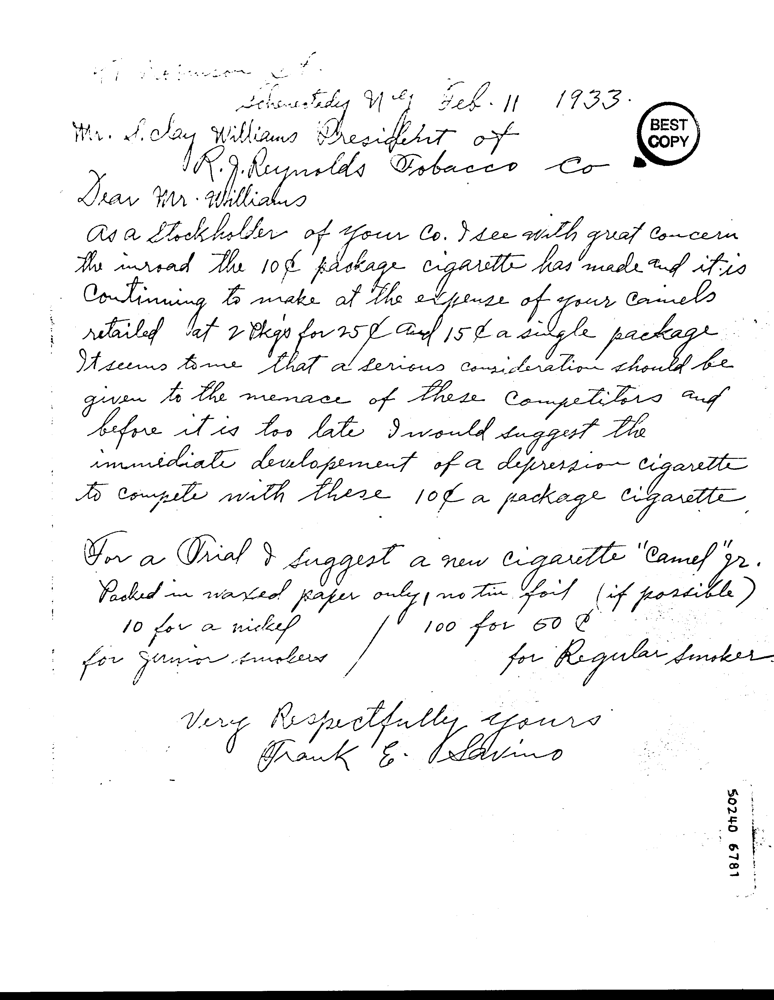 Schenectady N.Y Feb. 11 1933.
Mr. S. Clay Williams President of
R. J. Reynolds Tobacco Co
BEST
COPY
Dear Mr. Williams
As a Stockholder of your Co. I see with great concern
the inroad the 10¢ package cigarette has made and it is
Continuing to make at the expense of your Camels
retailed at 2 Pkgs for 25¢ and 15¢ a single package
It seems to me that a serious consideration should be
given to the menace of these Competitors and
before it is too late I would suggest the
immediate developement of a depression cigarette
to compete with these 10¢ a package cigarette
For a Trial I suggest a new cigarette "Camel" Jr.
Packed in waxed paper only, no tin foil (if possible)
10 for a nickel / 100 for 50¢
for junior smokers / for Regular Smoker
Very Respectfully yours
Frank E. Savino
50240 6781